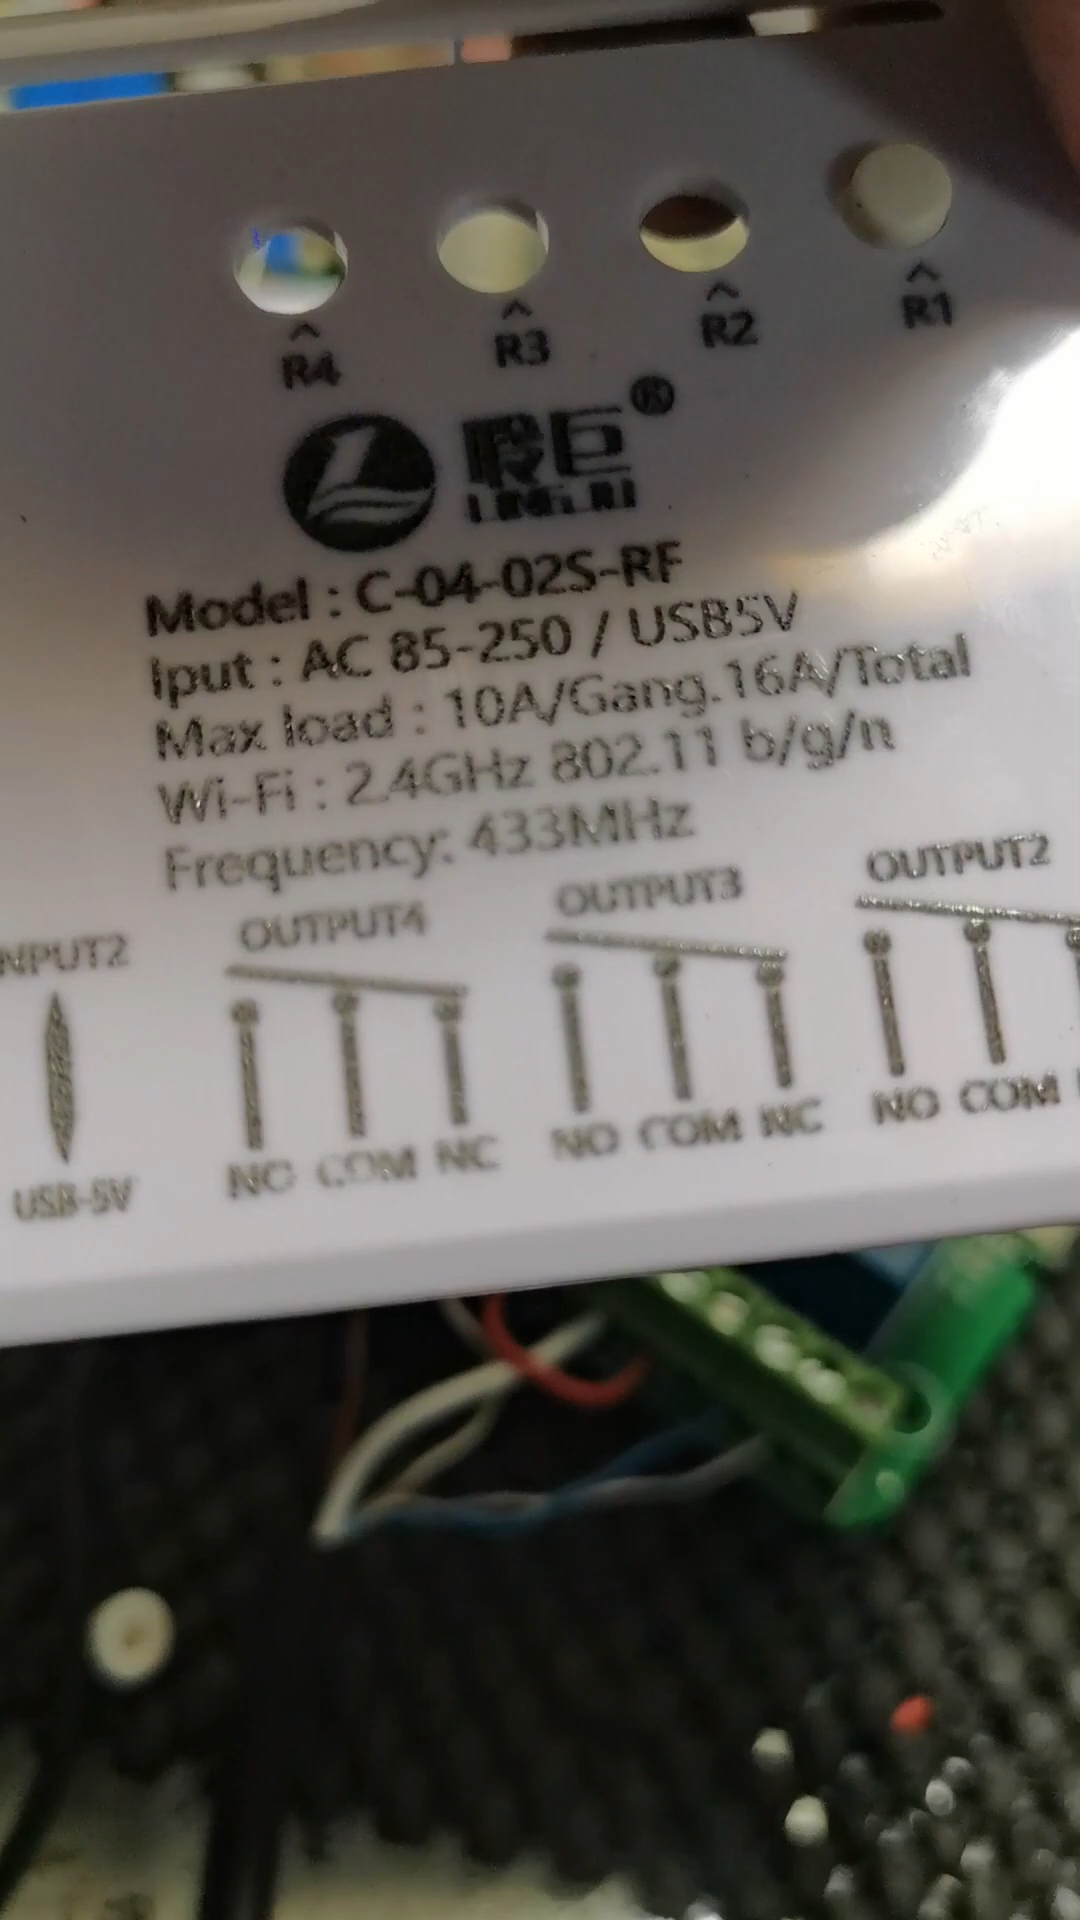 R4 R3 R2 R1
巨®
Model : C-04-02S-RF
Iput : AC 85-250 / USB5V
Max load : 10A/Gang.16A/Total
Wi-Fi : 2.4GHz 802.11 b/g/n
Frequency: 433MHz
NPUT2 OUTPUT4 OUTPUT3 OUTPUT2
USB-5V NO COM NC NO COM NC NO COM